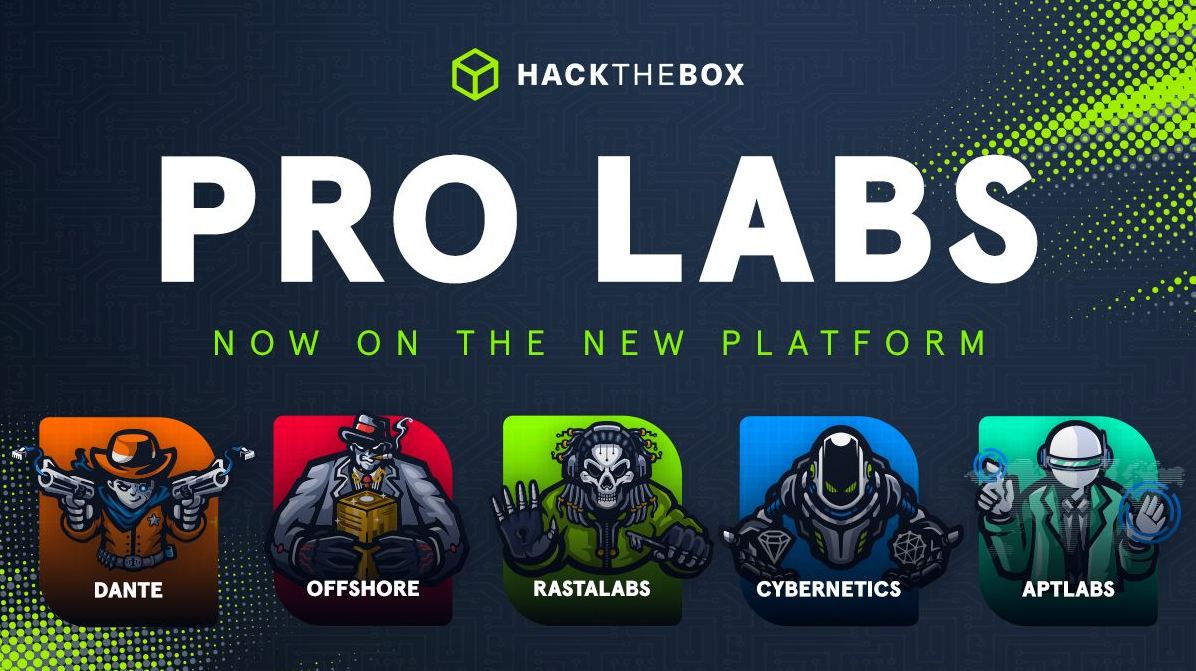 HACKTHEBOX
PRO LABS
NOW ON THE NEW PLATFORM
DANTE
OFFSHORE
RASTALABS
CYBERNETICS
APTLABS